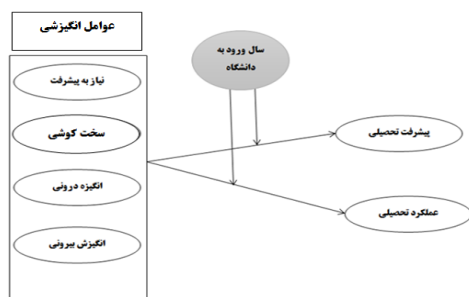 عوامل انگیزشی
سال ورود به
دانشگاه
نیاز به پیشرفت
سخت کوشی
پیشرفت تحصیلی
انگیزه درونی
عملکرد تحصیلی
انگیزش بیرونی